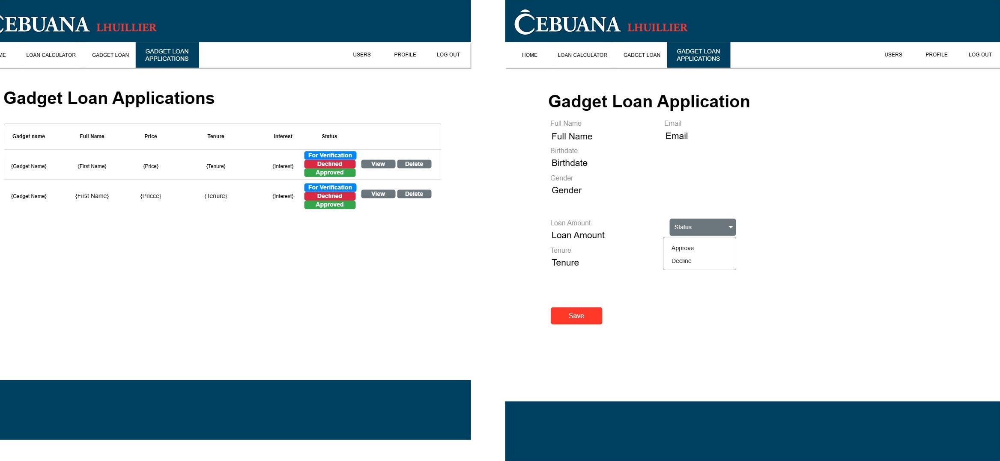 CEBUANA LHUILLIER
ME LOAN CALCULATOR GADGET LOAN GADGET LOAN APPLICATIONS USERS PROFILE LOG OUT
Gadget Loan Applications
Gadget name Full Name Price Tenure Interest Status
{Gadget Name} {First Name} {Price} {Tenure} {Interest}
For Verification
Declined
Approved
View Delete
{Gadget Name} {First Name} {Pricce} {Tenure} {Interest}
For Verification
Declined
Approved
View Delete
ĈEBUANA LHUILLIER
HOME LOAN CALCULATOR GADGET LOAN GADGET LOAN APPLICATIONS USERS PROFILE LOG OUT
Gadget Loan Application
Full Name Email
Full Name Email
Birthdate
Birthdate
Gender
Gender
Loan Amount
Loan Amount
Tenure
Tenure
Status
Approve
Decline
Save